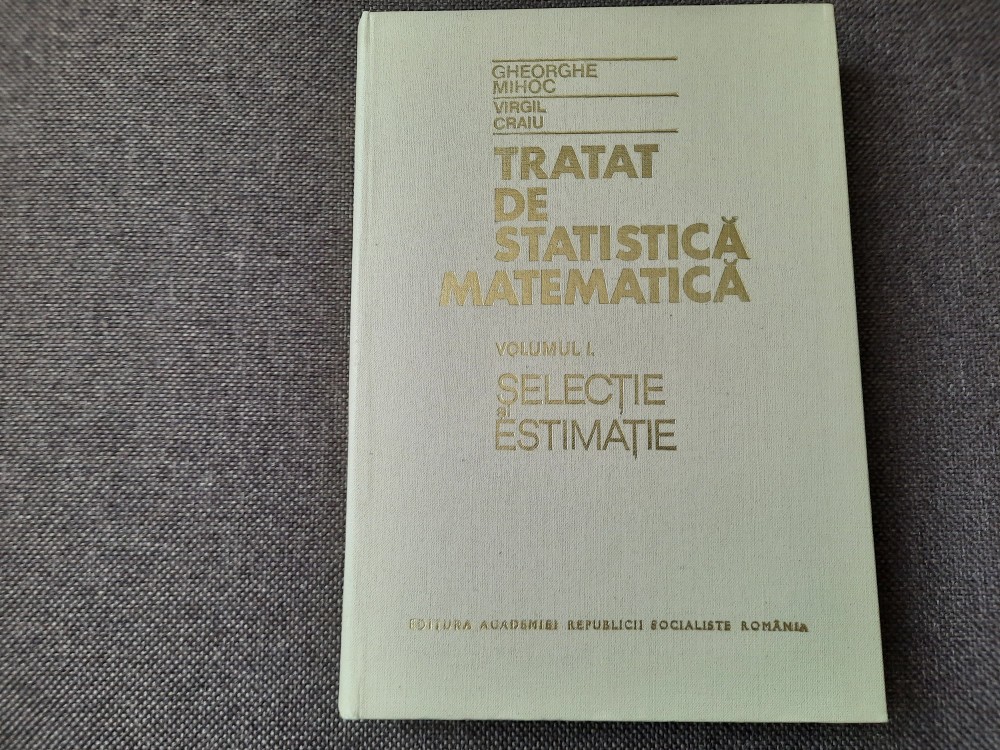 GHEORGHE
MIHOC
VIRGIL
CRAIU
TRATAT
DE
STATISTICĂ
MATEMATICĂ
VOLUMUL I.
SELECȚIE
și
ESTIMAȚIE
EDITURA ACADEMIEI REPUBLICII SOCIALISTE ROMÂNIA